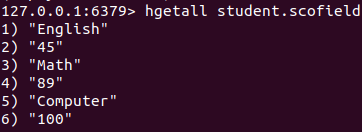 127.0.0.1:6379> hgetall student.scofield
1) "English"
2) "45"
3) "Math"
4) "89"
5) "Computer"
6) "100"